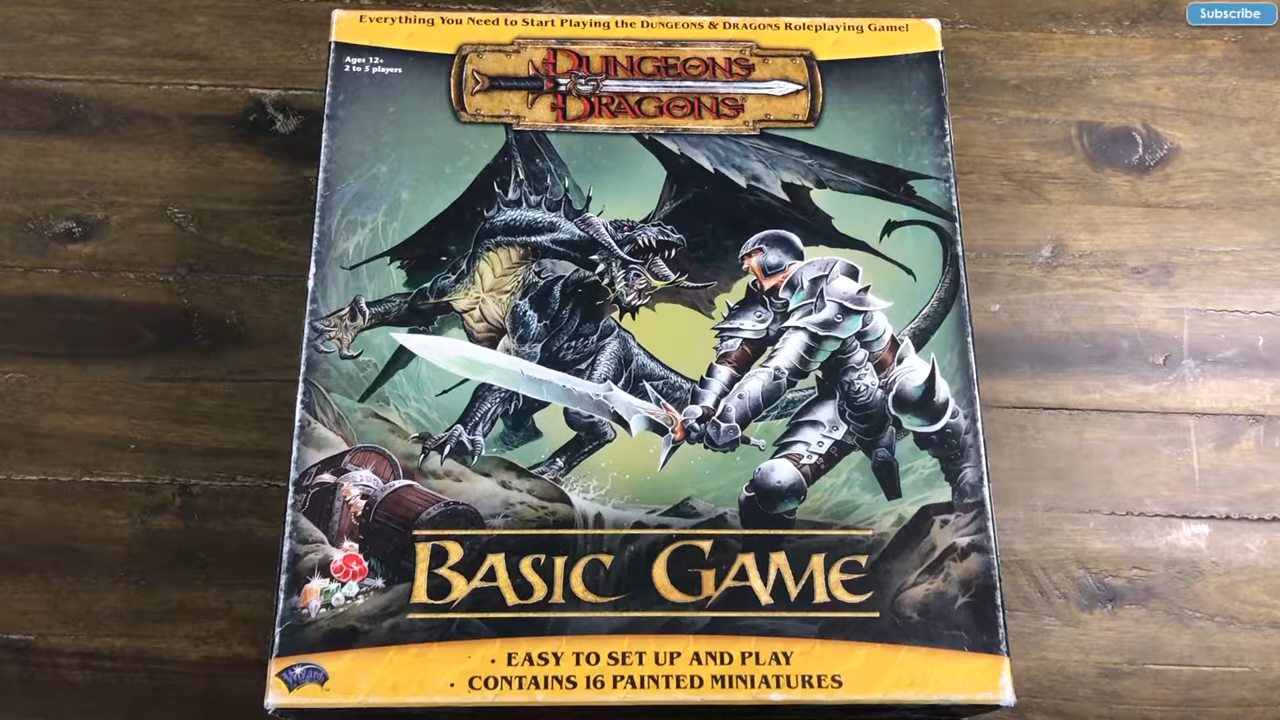 Subscribe
Everything You Need to Start Playing the DUNGEONS & DRAGONS Roleplaying Game!
Ages 12+
2 to 5 players
DUNGEONS
DRAGONS
BASIC GAME
• EASY TO SET UP AND PLAY
• CONTAINS 16 PAINTED MINIATURES
Wizards